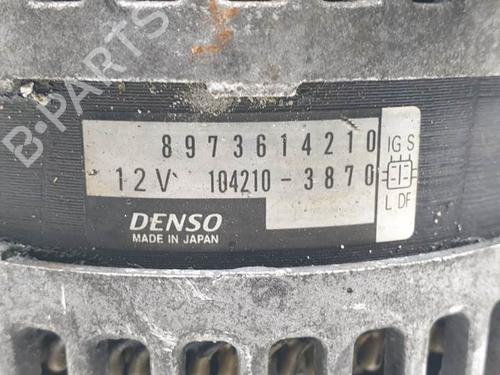 B-PARTS
8973614210
12V 104210-3870
IG S
L DF
DENSO
MADE IN JAPAN